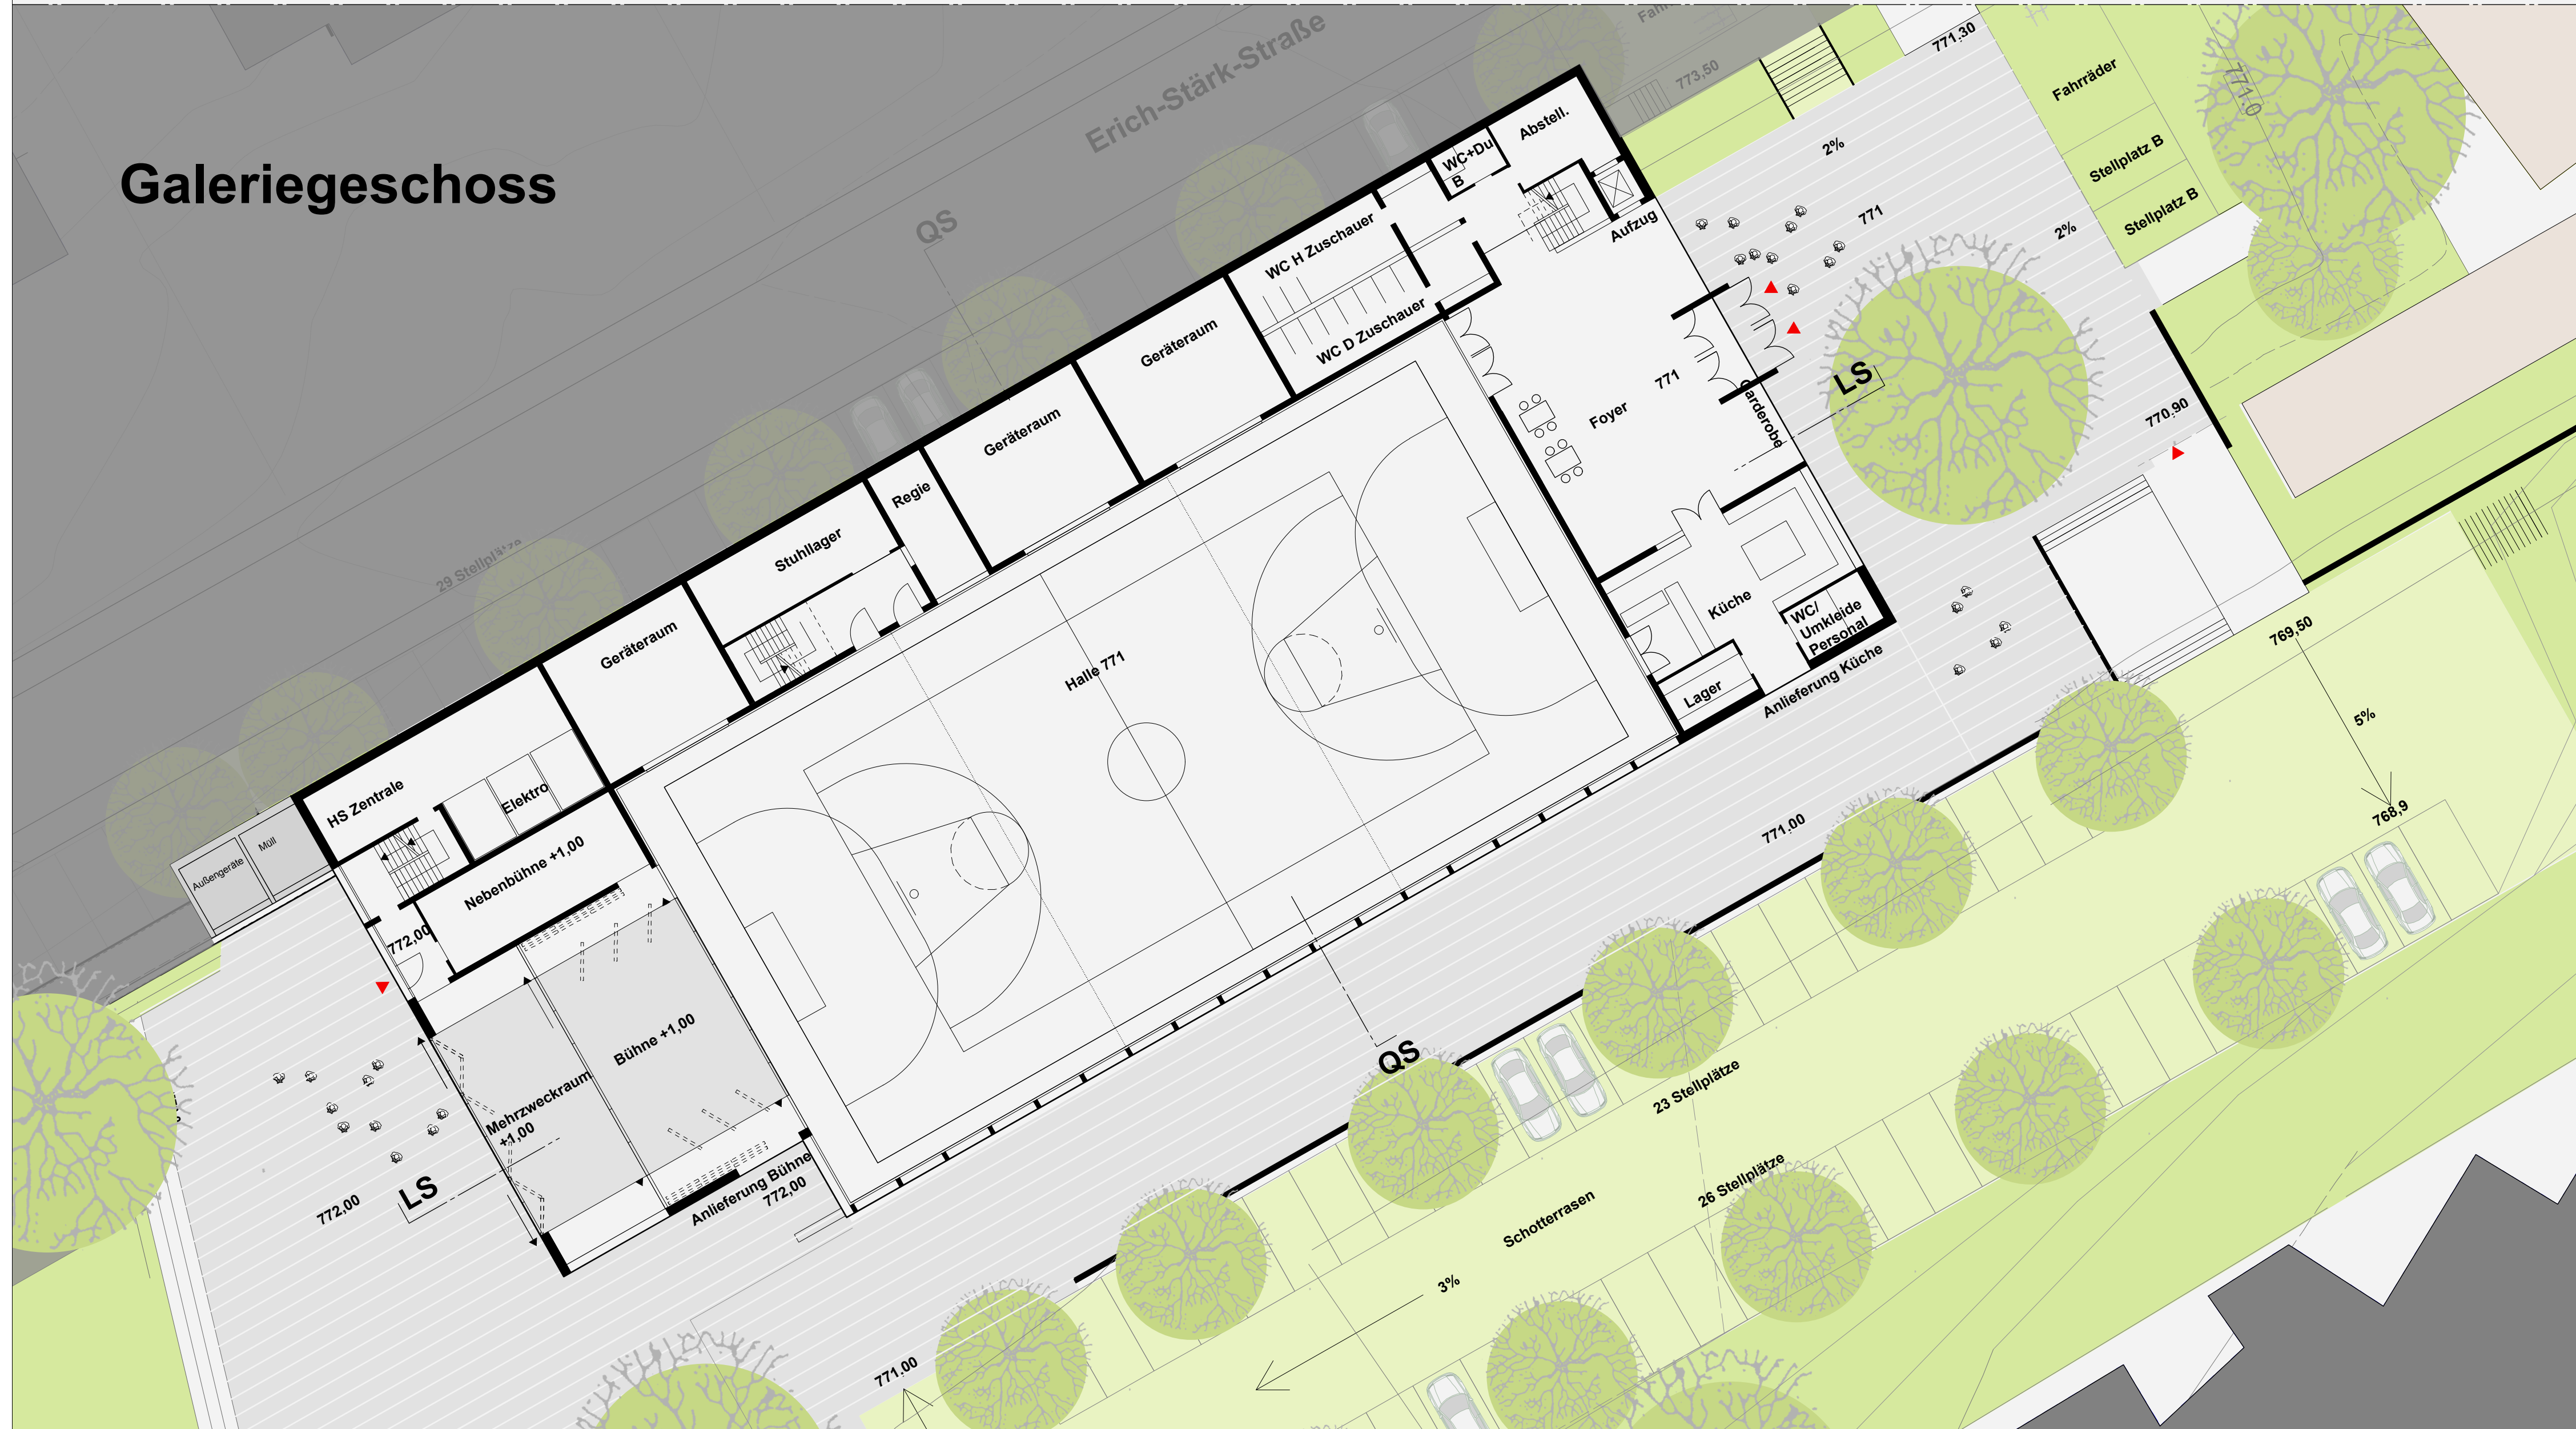 Galeriegeschoss
Erich-Stärk-Straße
773,50
771,30
Fahrräder
771.0
Stellplatz B
Stellplatz B
2%
2%
771
QS
Abstell.
WC+Du
B
Aufzug
WC H Zuschauer
WC D Zuschauer
Geräteraum
Geräteraum
Regie
Stuhllager
Geräteraum
29 Stellplätze
Foyer
771
Garderobe
LS
770,90
Halle 771
Küche
WC/
Umkleide
Personal
Lager
Anlieferung Küche
769,50
5%
768,9
HS Zentrale
Elektro
Müll
Außengeräte
Nebenbühne +1,00
772,00
Bühne +1,00
Mehrzweckraum
+1,00
LS
772,00
Anlieferung Bühne
772,00
771,00
QS
23 Stellplätze
26 Stellplätze
Schotterrasen
3%
771.00